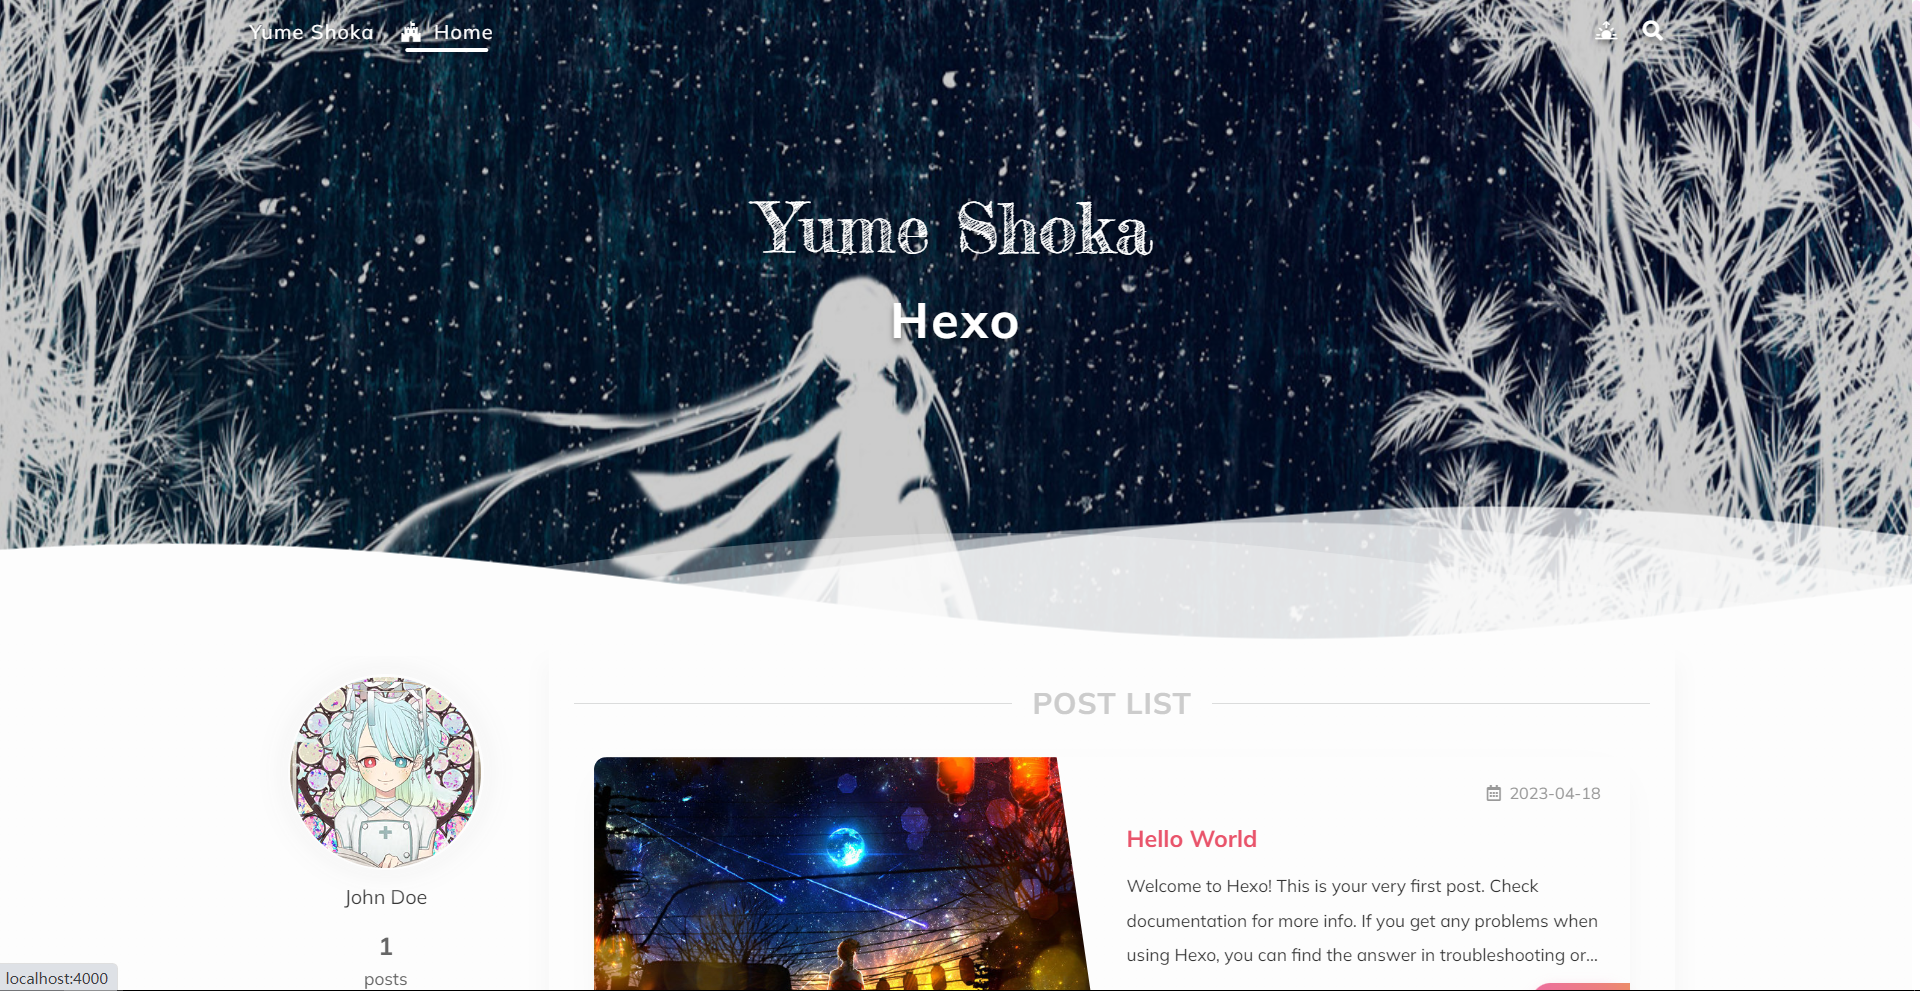 Yume Shoka Home
Yume Shoka
Hexo
POST LIST
2023-04-18
Hello World
Welcome to Hexo! This is your very first post. Check
documentation for more info. If you get any problems when
using Hexo, you can find the answer in troubleshooting or...
John Doe
1
posts
localhost:4000